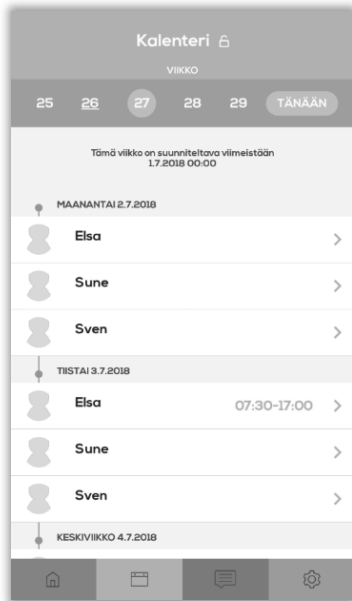 Kalenteri
VIIKKO
25 26 27 28 29 TÄNÄÄN
Tämä viikko on suunniteltava viimeistään
1.7.2018 00:00
MAANANTAI 2.7.2018
Elsa
Sune
Sven
TIISTAI 3.7.2018
Elsa 07:30-17:00
Sune
Sven
KESKIVIIKKO 4.7.2018